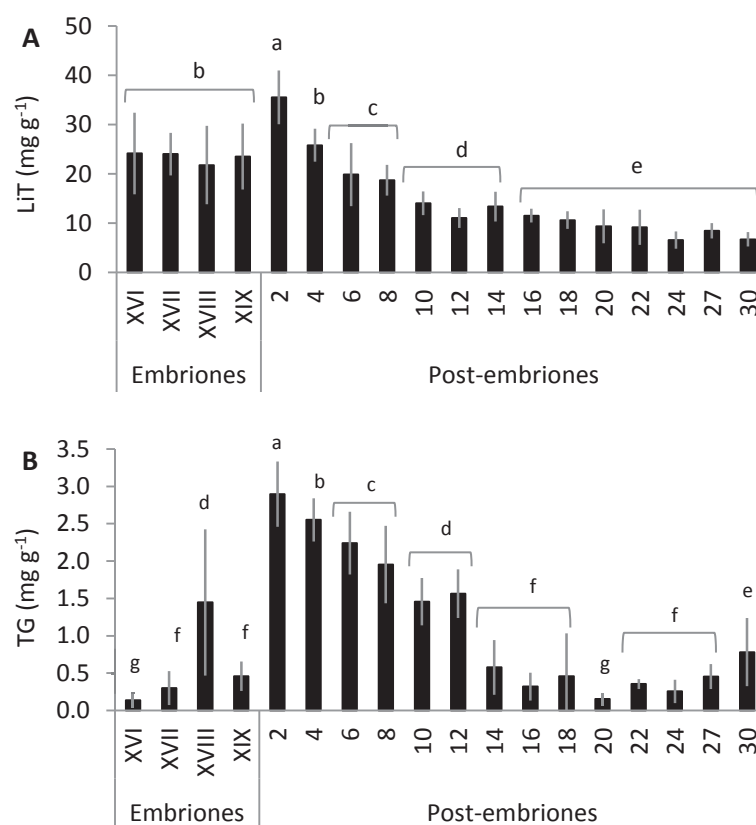 A
LiT (mg g⁻¹)
50
40
30
20
10
0
b
a
b
c
d
e
XVI
XVII
XVIII
XIX
2
4
6
8
10
12
14
16
18
20
22
24
27
30
Embriones
Post-embriones
B
TG (mg g⁻¹)
3.5
3.0
2.5
2.0
1.5
1.0
0.5
0.0
g
f
d
f
a
b
c
d
f
g
f
e
XVI
XVII
XVIII
XIX
2
4
6
8
10
12
14
16
18
20
22
24
27
30
Embriones
Post-embriones